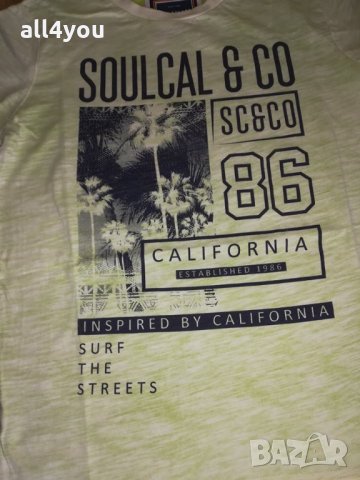 all4you
SOULCAL & CO
SC&CO
86
CALIFORNIA
ESTABLISHED 1986
INSPIRED BY CALIFORNIA
SURF
THE
STREETS
BAZAR